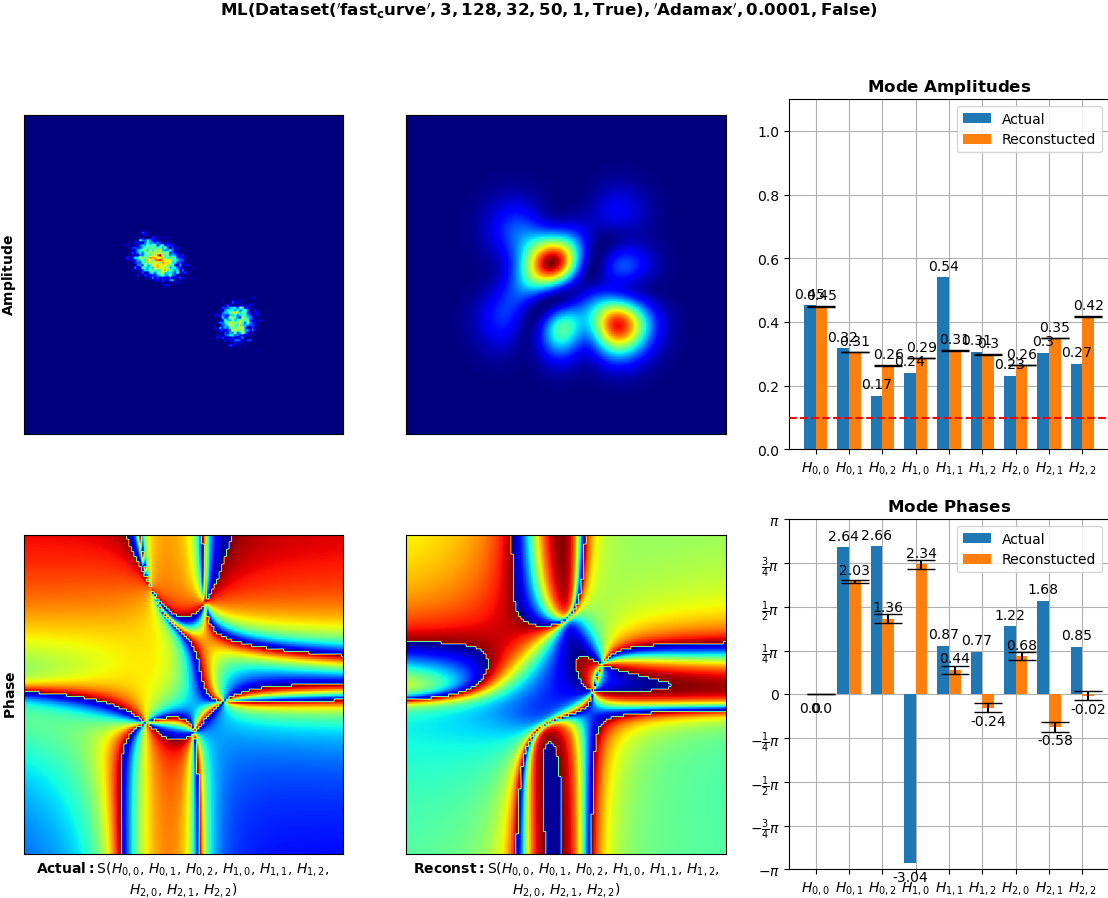 ML(Dataset('fast_curve', 3, 128, 32, 50, 1, True), 'Adamax', 0.0001, False)
Amplitude
Mode Amplitudes
Actual
Reconstucted
1.0
0.8
0.6
0.4
0.2
0.0
0.45 0.45 0.32 0.31 0.17 0.26 0.24 0.29 0.54 0.31 0.31 0.3 0.23 0.26 0.3 0.35 0.27 0.42
H0,0 H0,1 H0,2 H1,0 H1,1 H1,2 H2,0 H2,1 H2,2
Phase
Actual: S(H0,0, H0,1, H0,2, H1,0, H1,1, H1,2,
H2,0, H2,1, H2,2)
Reconst: S(H0,0, H0,1, H0,2, H1,0, H1,1, H1,2,
H2,0, H2,1, H2,2)
Mode Phases
Actual
Reconstucted
π
3/4π
1/2π
1/4π
0
−1/4π
−1/2π
−3/4π
−π
0.0 0.0 2.64 2.03 2.66 1.36 -3.04 2.34 0.87 0.44 0.77 -0.24 1.22 0.68 1.68 -0.58 0.85 -0.02
H0,0 H0,1 H0,2 H1,0 H1,1 H1,2 H2,0 H2,1 H2,2